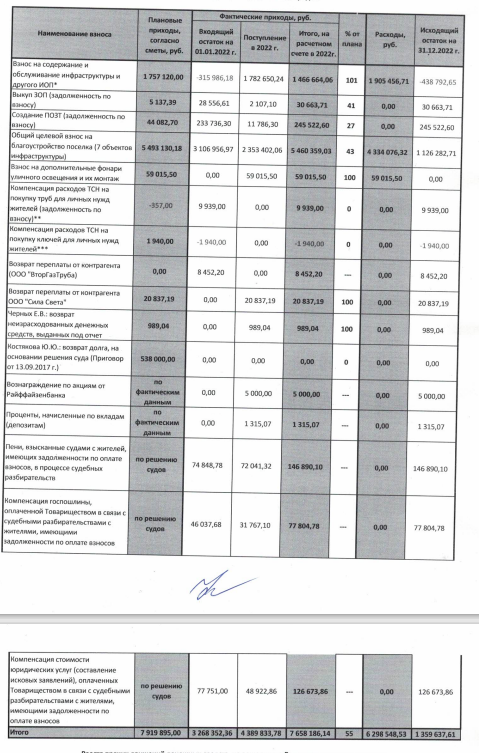 Наименование взноса | Плановые приходы, согласно сметы, руб. | Фактические приходы, руб. | Расходы, руб. | Исходящий остаток на 31.12.2022г.
Входящий остаток на 01.01.2022г. | Поступление в 2022 г. | Итого, на расчетном счете в 2022г. | % от плана
Взнос на содержание и обслуживание инфраструктуры и другого ИОП* | 1 757 120,00 | -315 986,18 | 1 782 650,24 | 1 466 664,06 | 101 | 1 905 456,71 | -438 792,65
Выкуп ЗОП (задолженность по взносу) | 5 137,39 | 28 556,61 | 2 107,10 | 30 663,71 | 41 | 0,00 | 30 663,71
Создание ПОЗТ (задолженность по взносу) | 44 082,70 | 233 736,30 | 11 786,30 | 245 522,60 | 27 | 0,00 | 245 522,60
Общий целевой взнос на благоустройство поселка (7 объектов инфраструктуры) | 5 493 130,18 | 3 106 956,97 | 2 353 402,06 | 5 460 359,03 | 43 | 4 334 076,32 | 1 126 282,71
Взнос на дополнительные фонари уличного освещения и их монтаж | 59 015,50 | 0,00 | 59 015,50 | 59 015,50 | 100 | 59 015,50 | 0,00
Компенсация расходов ТСН на покупку труб для личных нужд жителей (задолженность по взносу)** | -357,00 | 9 939,00 | 0,00 | 9 939,00 | 0 | 0,00 | 9 939,00
Компенсация расходов ТСН на покупку ключей для личных нужд жителей*** | 1 940,00 | -1 940,00 | 0,00 | -1 940,00 | 0 | 0,00 | -1 940,00
Возврат переплаты от контрагента (ООО "ВторГазТруба) | 0,00 | 8 452,20 | 0,00 | 8 452,20 | --- | 0,00 | 8 452,20
Возврат переплаты от контрагента ООО "Сила Света" | 20 837,19 | 0,00 | 20 837,19 | 20 837,19 | 100 | 0,00 | 20 837,19
Черных Е.В.: возврат неизрасходованных денежных средств, выданных под отчет | 989,04 | 0,00 | 989,04 | 989,04 | 100 | 0,00 | 989,04
Костякова Ю.Ю.: возврат долга, на основании решения суда (Приговор от 13.09.2017 г.) | 538 000,00 | 0,00 | 0,00 | 0,00 | 0 | 0,00 | 0,00
Вознаграждение по акциям от Райффайзенбанка | по фактическим данным | 0,00 | 5 000,00 | 5 000,00 | --- | 0,00 | 5 000,00
Проценты, начисленные по вкладам (депозитам) | по фактическим данным | 0,00 | 1 315,07 | 1 315,07 | --- | 0,00 | 1 315,07
Пени, взысканные судами с жителей, имеющих задолженности по оплате взносов, в процессе судебных разбирательств | по решению судов | 74 848,78 | 72 041,32 | 146 890,10 | --- | 0,00 | 146 890,10
Компенсация госпошлины, оплаченной Товариществом в связи с судебными разбирательствами с жителями, имеющими задолженности по оплате взносов | по решению судов | 46 037,68 | 31 767,10 | 77 804,78 | --- | 0,00 | 77 804,78
Компенсация стоимости юридических услуг (составление исковых заявлений), оплаченных Товариществом в связи с судебными разбирательствами с жителями, имеющими задолженности по оплате взносов | по решению судов | 77 751,00 | 48 922,86 | 126 673,86 | --- | 0,00 | 126 673,86
Итого | 7 919 895,00 | 3 268 352,36 | 4 389 833,78 | 7 658 186,14 | 55 | 6 298 548,53 | 1 359 637,61